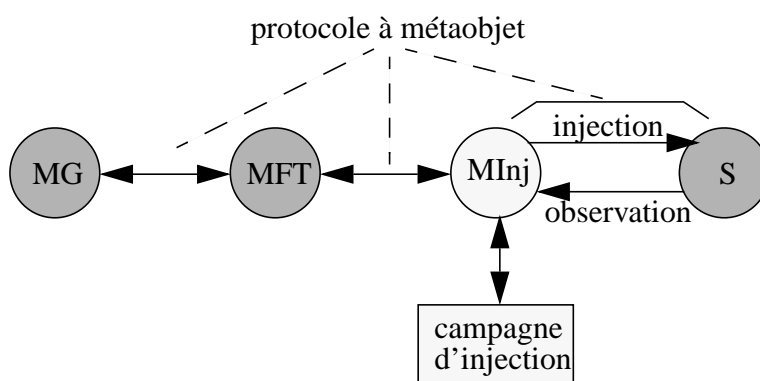 protocole à métaobjet
injection
MG
MFT
MInj
S
observation
campagne
d’injection